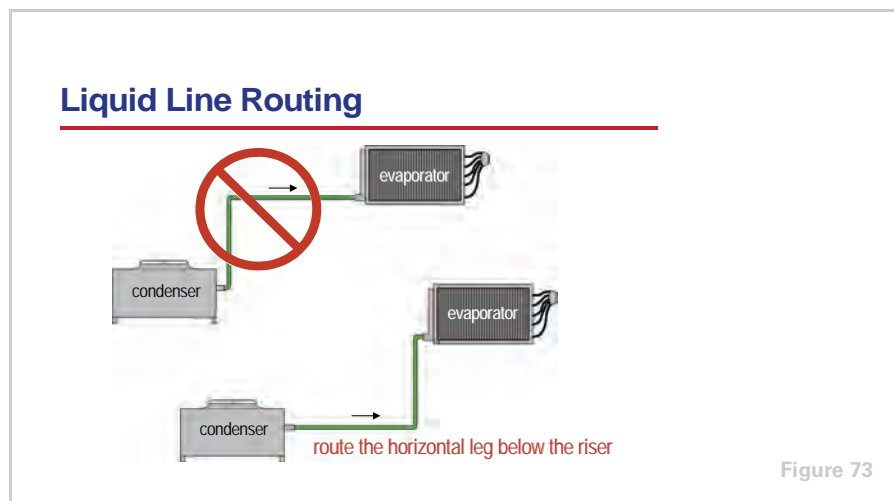 Liquid Line Routing
evaporator
condenser
evaporator
condenser
route the horizontal leg below the riser
Figure 73